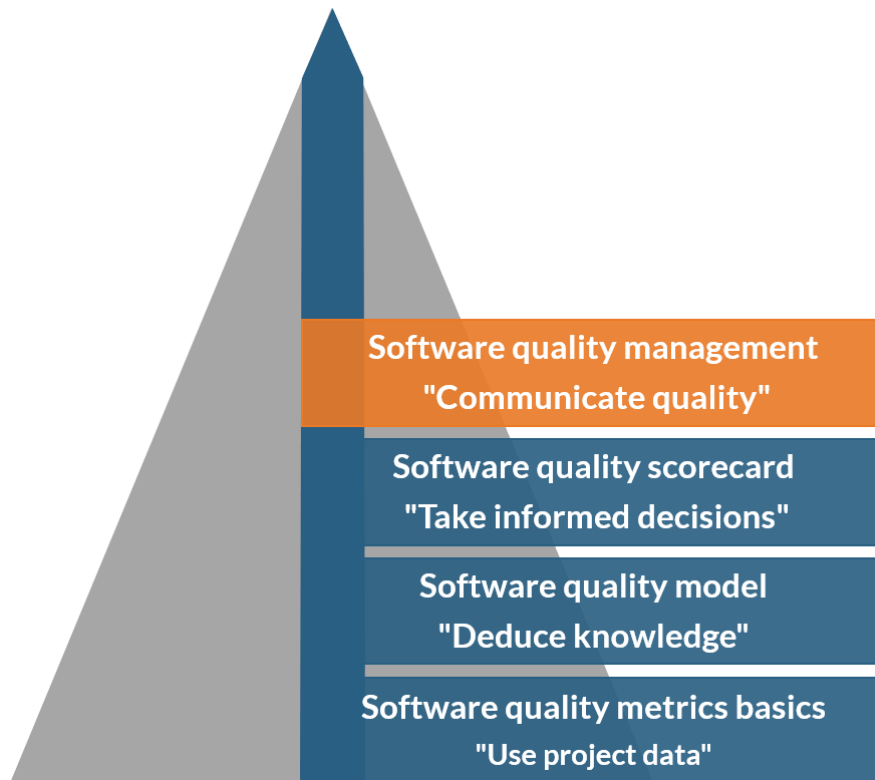 Software quality management
"Communicate quality"
Software quality scorecard
"Take informed decisions"
Software quality model
"Deduce knowledge"
Software quality metrics basics
"Use project data"